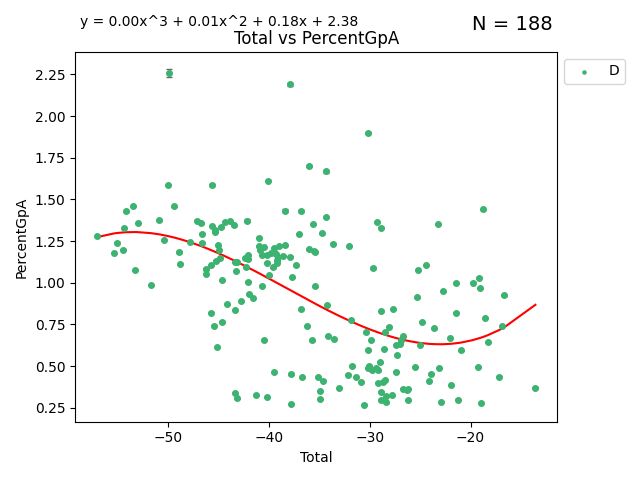 y = 0.00x^3 + 0.01x^2 + 0.18x + 2.38
N = 188
Total vs PercentGpA
D
PercentGpA
2.25
2.00
1.75
1.50
1.25
1.00
0.75
0.50
0.25
−50
−40
−30
−20
Total